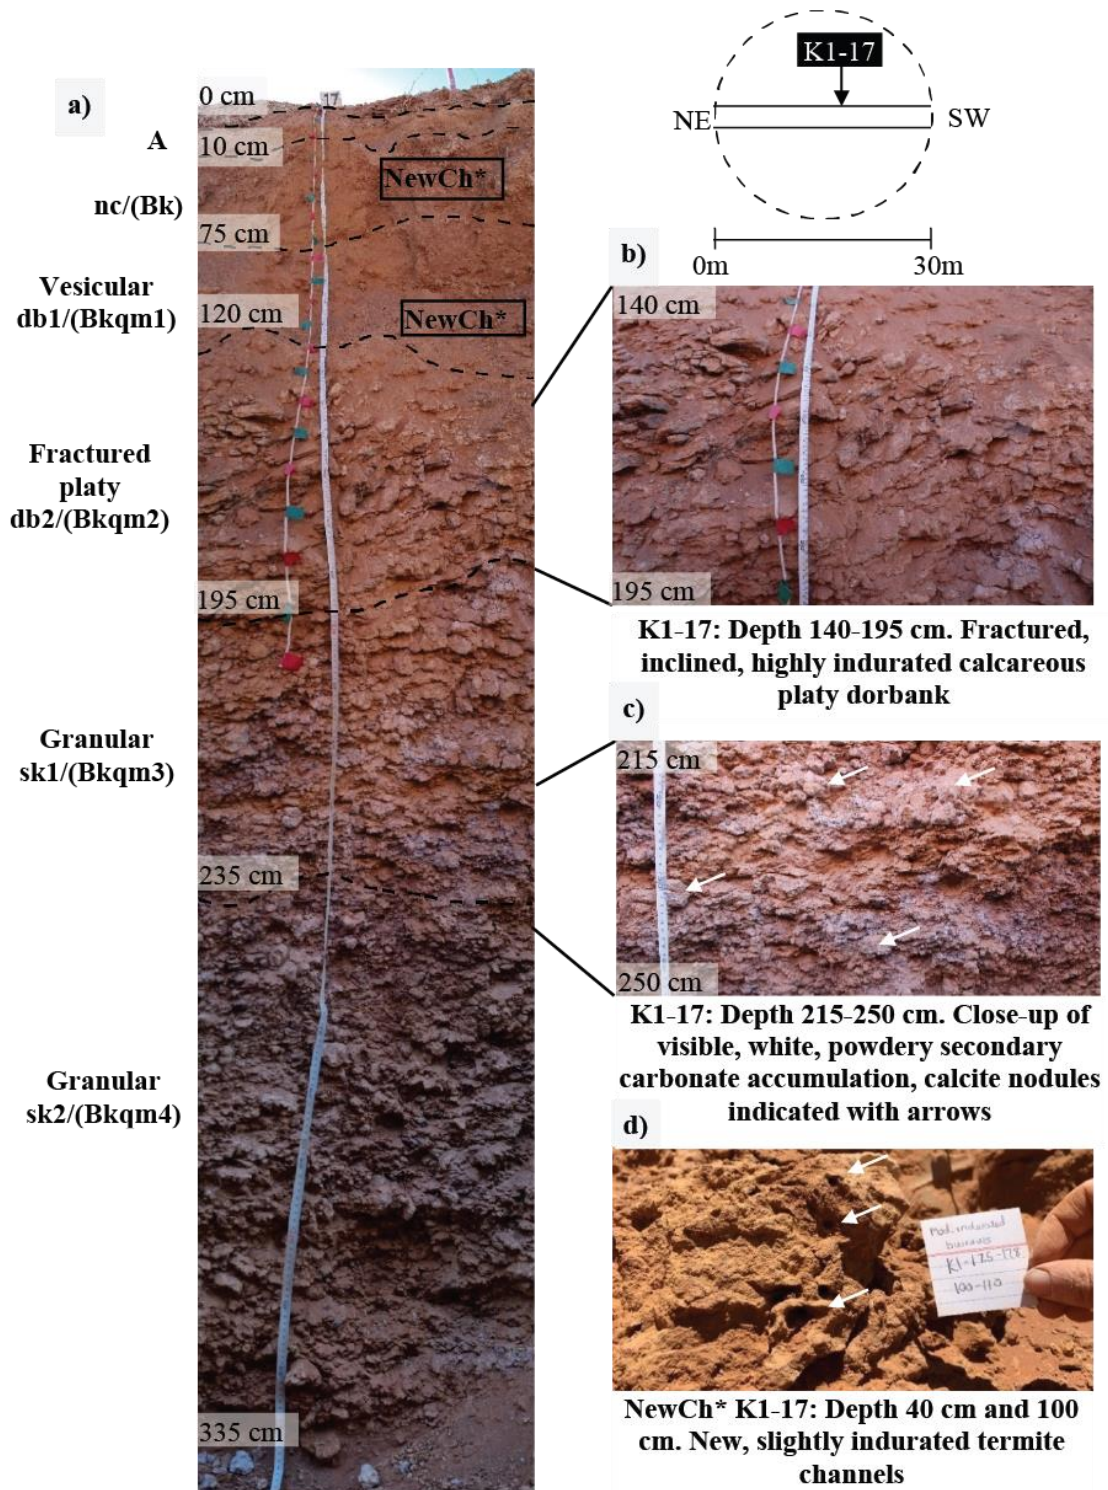 a)
0 cm
17
A
10 cm
NewCh*
nc/(Bk)
75 cm
Vesicular
db1/(Bkqm1)
120 cm
NewCh*
Fractured
platy
db2/(Bkqm2)
195 cm
Granular
sk1/(Bkqm3)
235 cm
Granular
sk2/(Bkqm4)
335 cm
K1-17
NE
SW
0m
30m
b)
140 cm
195 cm
K1-17: Depth 140-195 cm. Fractured,
inclined, highly indurated calcareous
platy dorbank
c)
215 cm
250 cm
K1-17: Depth 215-250 cm. Close-up of
visible, white, powdery secondary
carbonate accumulation, calcite nodules
indicated with arrows
d)
indurated
100-110
NewCh* K1-17: Depth 40 cm and 100
cm. New, slightly indurated termite
channels